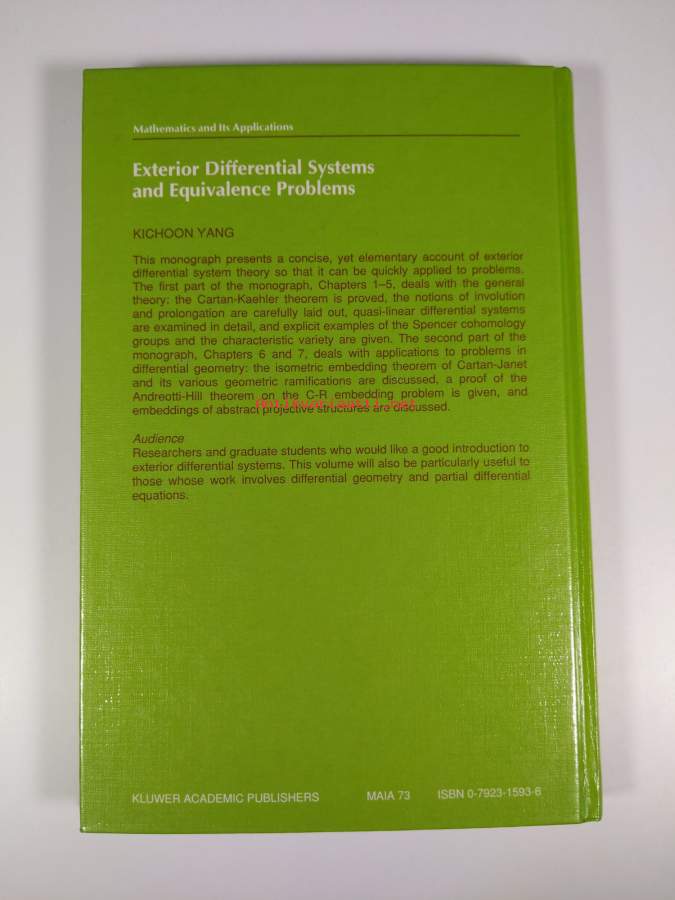 Mathematics and Its Applications
Exterior Differential Systems
and Equivalence Problems
KICHOON YANG
This monograph presents a concise, yet elementary account of exterior
differential system theory so that it can be quickly applied to problems.
The first part of the monograph, Chapters 1–5, deals with the general
theory: the Cartan-Kaehler theorem is proved, the notions of involution
and prolongation are carefully laid out, quasi-linear differential systems
are examined in detail, and explicit examples of the Spencer cohomology
groups and the characteristic variety are given. The second part of the
monograph, Chapters 6 and 7, deals with applications to problems in
differential geometry: the isometric embedding theorem of Cartan-Janet
and its various geometric ramifications are discussed, a proof of the
Andreotti-Hill theorem on the C-R embedding problem is given, and
embeddings of abstract projective structures are discussed.
Audience
Researchers and graduate students who would like a good introduction to
exterior differential systems. This volume will also be particularly useful to
those whose work involves differential geometry and partial differential
equations.
KLUWER ACADEMIC PUBLISHERS MAIA 73 ISBN 0-7923-1593-6